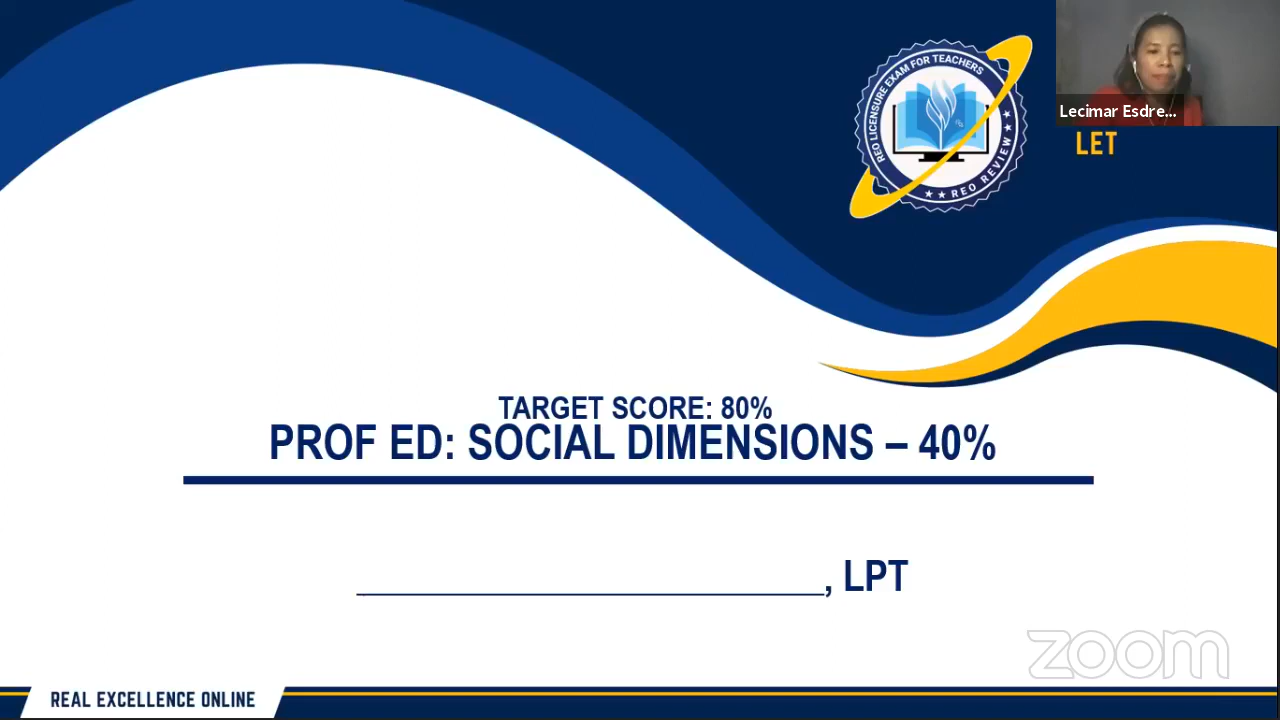 REO LICENSURE EXAM FOR TEACHERS
★ ★ REO REVIEW ★ ★
Lecimar Esdre...
LET
TARGET SCORE: 80%
PROF ED: SOCIAL DIMENSIONS – 40%
____________________, LPT
zoom
REAL EXCELLENCE ONLINE